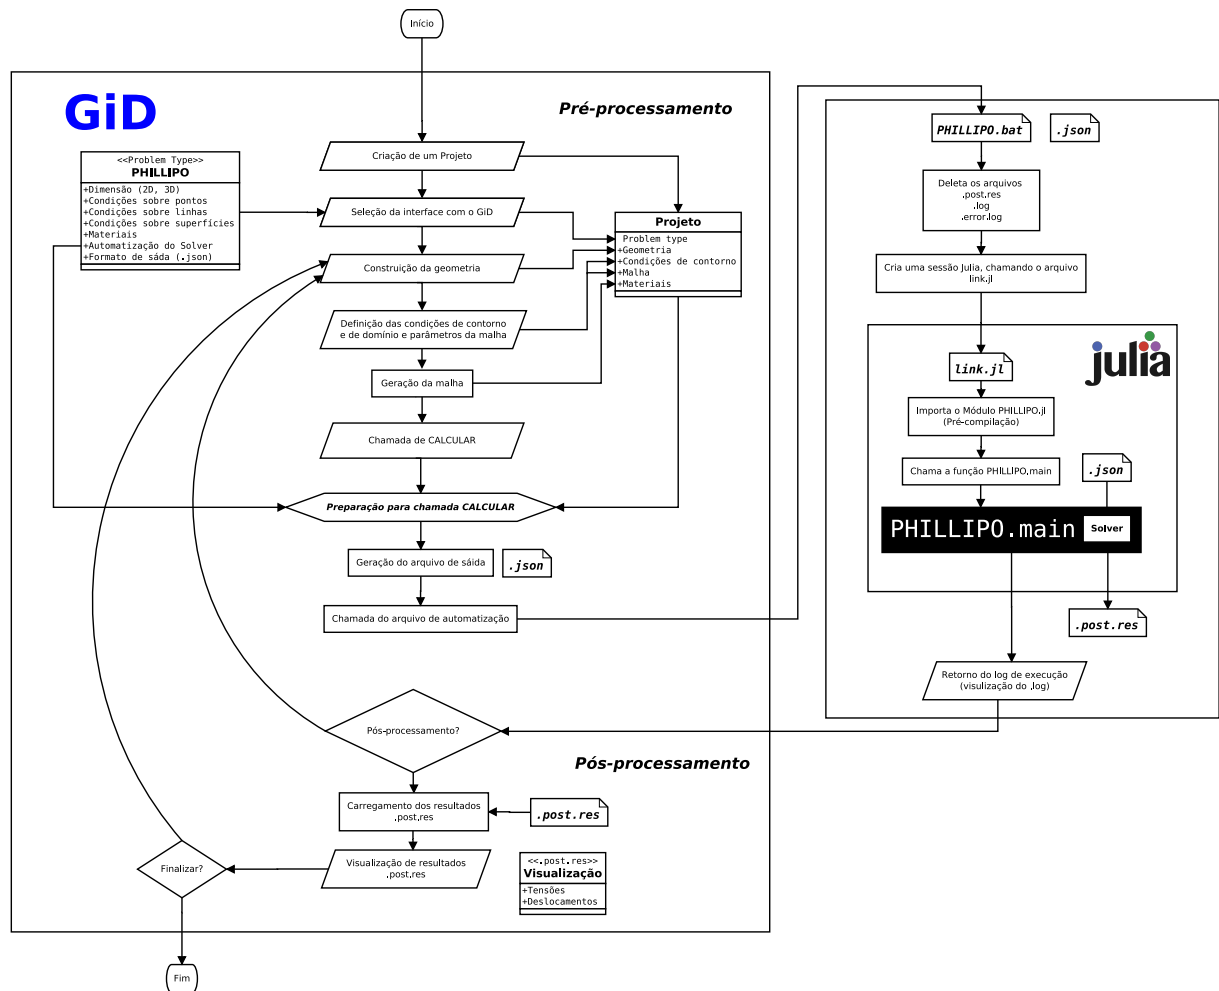 Início
GiD
Pré-processamento
<<Problem Type>>
PHILLIPO
+Dimensão (2D, 3D)
+Condições sobre pontos
+Condições sobre linhas
+Condições sobre superfícies
+Materiais
+Automatização do Solver
+Formato de sáda (.json)
Criação de um Projeto
Seleção da interface com o GiD
Construição da geometria
Definição das condições de contorno
e de domínio e parâmetros da malha
Geração da malha
Chamada de CALCULAR
Preparação para chamada CALCULAR
Geração do arquivo de sáida
.json
Chamada do arquivo de automatização
Projeto
Problem type
+Geometria
+Condições de contorno
+Malha
+Materiais
PHILLIPO.bat
.json
Deleta os arquivos
.post.res
.log
.error.log
Cria uma sessão Julia, chamando o arquivo
link.jl
julia
link.jl
Importa o Módulo PHILLIPO.jl
(Pré-compilação)
Chama a função PHILLIPO.main
.json
PHILLIPO.main
Solver
.post.res
Retorno do log de execução
(visulização do .log)
Pós-processamento?
Pós-processamento
Carregamento dos resultados
.post.res
.post.res
Visualização de resultados
.post.res
<<.post.res>>
Visualização
+Tensões
+Deslocamentos
Finalizar?
Fim